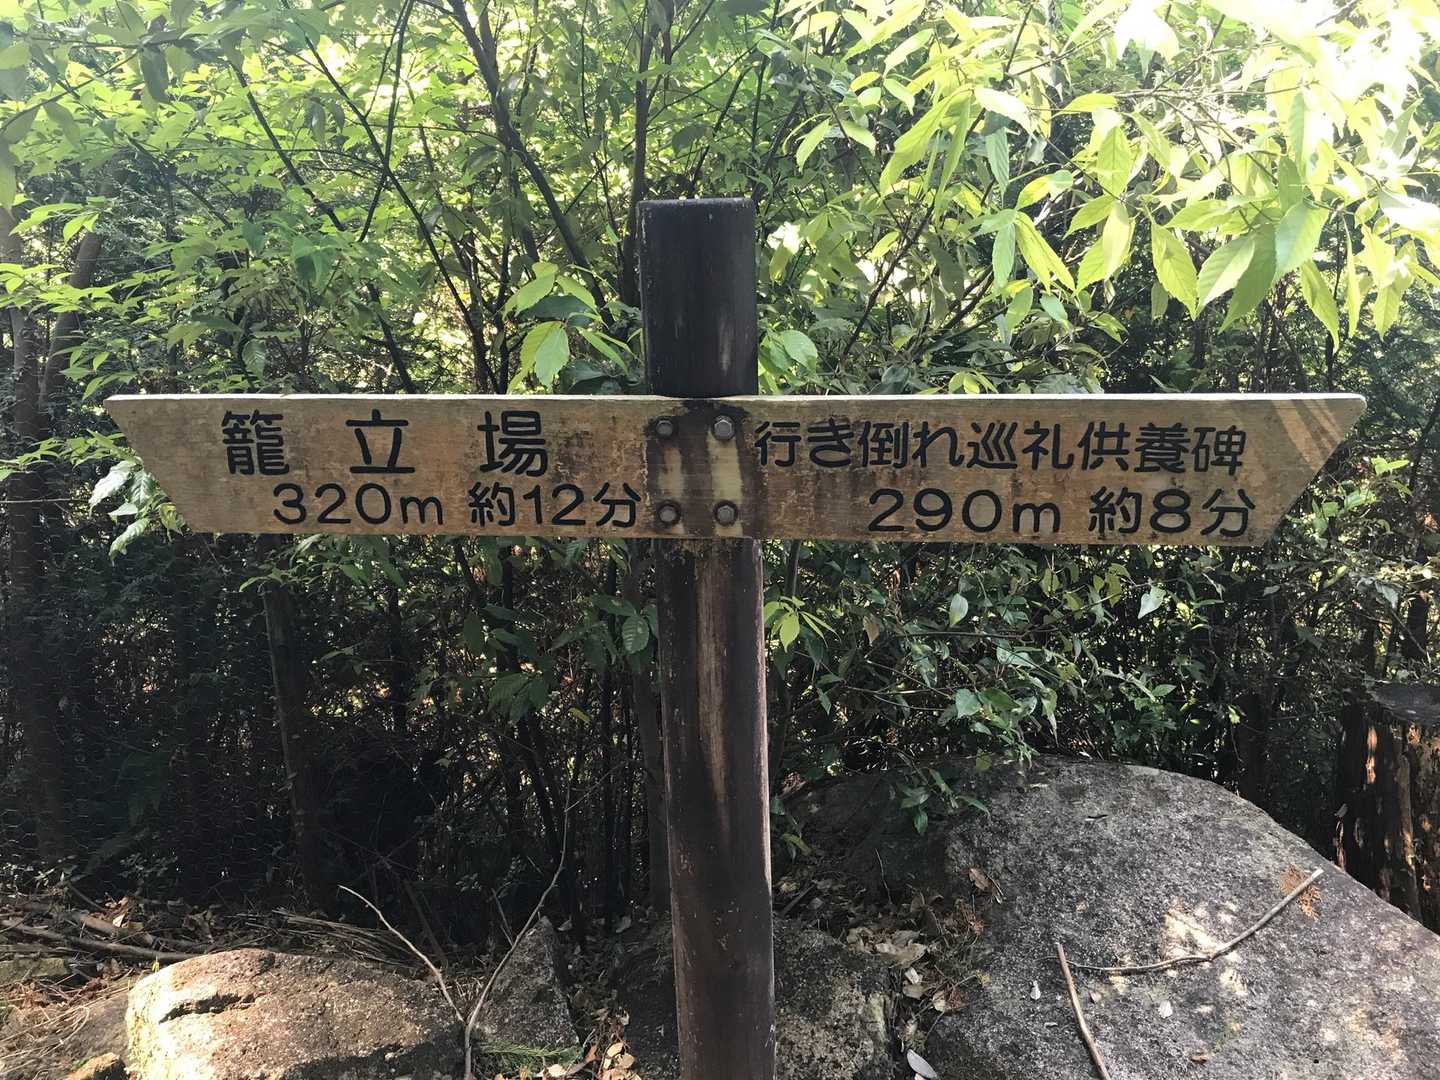 籠立場
320m 約12分
行き倒れ巡礼供養碑
290m 約8分